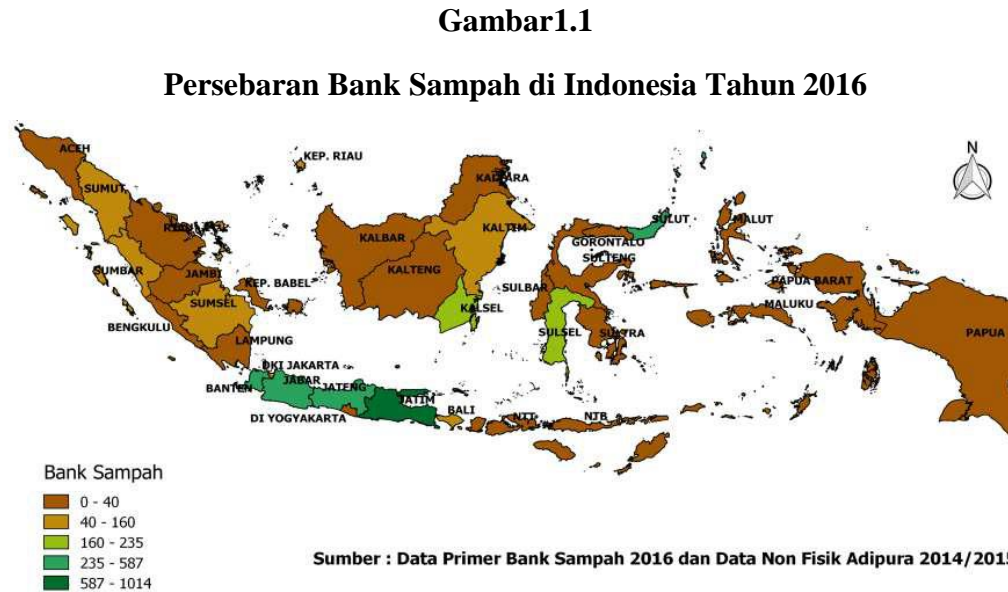 Gambar1.1
Persebaran Bank Sampah di Indonesia Tahun 2016
N
ACEH
KEP. RIAU
SUMUT
KALTARA
SULUT
MALUT
RIAU
KALBAR
KALTIM
GORONTALO
SULTENG
SUMBAR
JAMBI
KALTENG
PAPUA BARAT
KEP. BABEL
SULBAR
SUMSEL
MALUKU
KALSEL
BENGKULU
LAMPUNG
SULSEL
SULTRA
PAPUA
DKI JAKARTA
BANTEN
JABAR
JATENG
JATIM
BALI
DI YOGYAKARTA
NTT
NTB
Bank Sampah
0 - 40
40 - 160
160 - 235
235 - 587
587 - 1014
Sumber : Data Primer Bank Sampah 2016 dan Data Non Fisik Adipura 2014/2015